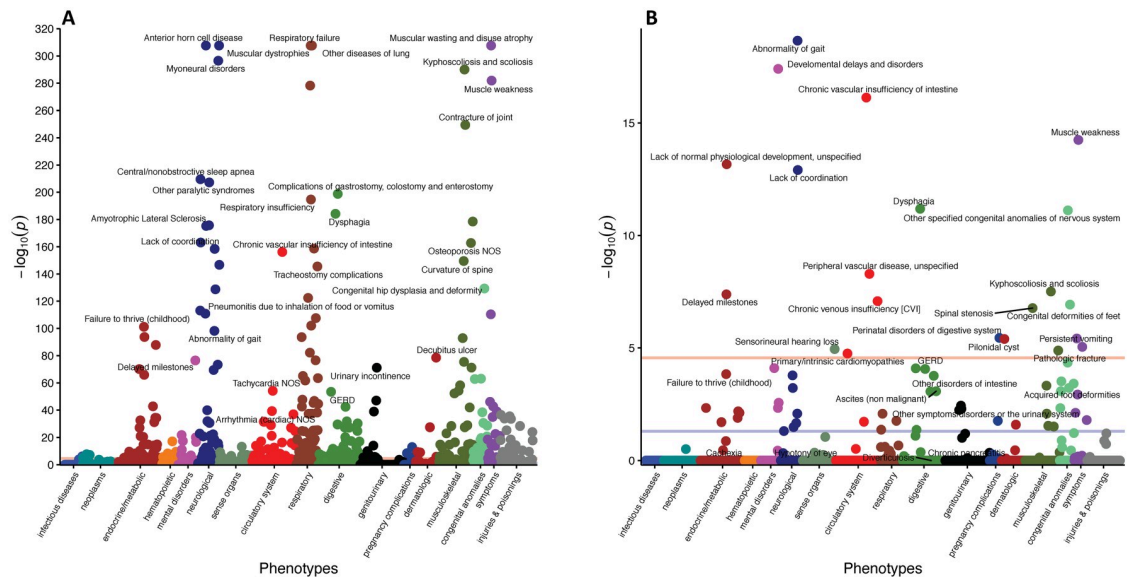 A
320
300
280
260
240
220
200
180
160
140
120
100
80
60
40
20
0
−log10(p)
Anterior horn cell disease
Respiratory failure
Muscular wasting and disuse atrophy
Muscular dystrophies
Other diseases of lung
Myoneural disorders
Kyphoscoliosis and scoliosis
Muscle weakness
Contracture of joint
Central/nonobstructive sleep apnea
Other paralytic syndromes
Complications of gastrostomy, colostomy and enterostomy
Respiratory insufficiency
Amyotrophic Lateral Sclerosis
Dysphagia
Lack of coordination
Chronic vascular insufficiency of intestine
Osteoporosis NOS
Curvature of spine
Tracheostomy complications
Congenital hip dysplasia and deformity
Pneumonitis due to inhalation of food or vomitus
Failure to thrive (childhood)
Abnormality of gait
Decubitus ulcer
Delayed milestones
Urinary incontinence
Tachycardia NOS
GERD
Arrhythmia (cardiac) NOS
infectious diseases
neoplasms
endocrine/metabolic
hematopoietic
mental disorders
neurological
sense organs
circulatory system
respiratory
digestive
genitourinary
pregnancy complications
dermatologic
musculoskeletal
congenital anomalies
symptoms
injuries & poisonings
Phenotypes
B
15
10
5
0
−log10(p)
Abnormality of gait
Develomental delays and disorders
Chronic vascular insufficiency of intestine
Muscle weakness
Lack of normal physiological development, unspecified
Lack of coordination
Dysphagia
Other specified congenital anomalies of nervous system
Peripheral vascular disease, unspecified
Kyphoscoliosis and scoliosis
Delayed milestones
Chronic venous insufficiency [CVI]
Spinal stenosis
Congenital deformities of feet
Perinatal disorders of digestive system
Sensorineural hearing loss
Pilonidal cyst
Persistent vomiting
Primary/intrinsic cardiomyopathies
GERD
Pathologic fracture
Failure to thrive (childhood)
Other disorders of intestine
Ascites (non malignant)
Acquired foot deformities
Other symptoms/disorders or the urinary system
Cachexia
Hypotony of eye
Diverticulosis
Chronic pancreatitis
infectious diseases
neoplasms
endocrine/metabolic
hematopoietic
mental disorders
neurological
sense organs
circulatory system
respiratory
digestive
genitourinary
pregnancy complications
dermatologic
musculoskeletal
congenital anomalies
symptoms
injuries & poisonings
Phenotypes